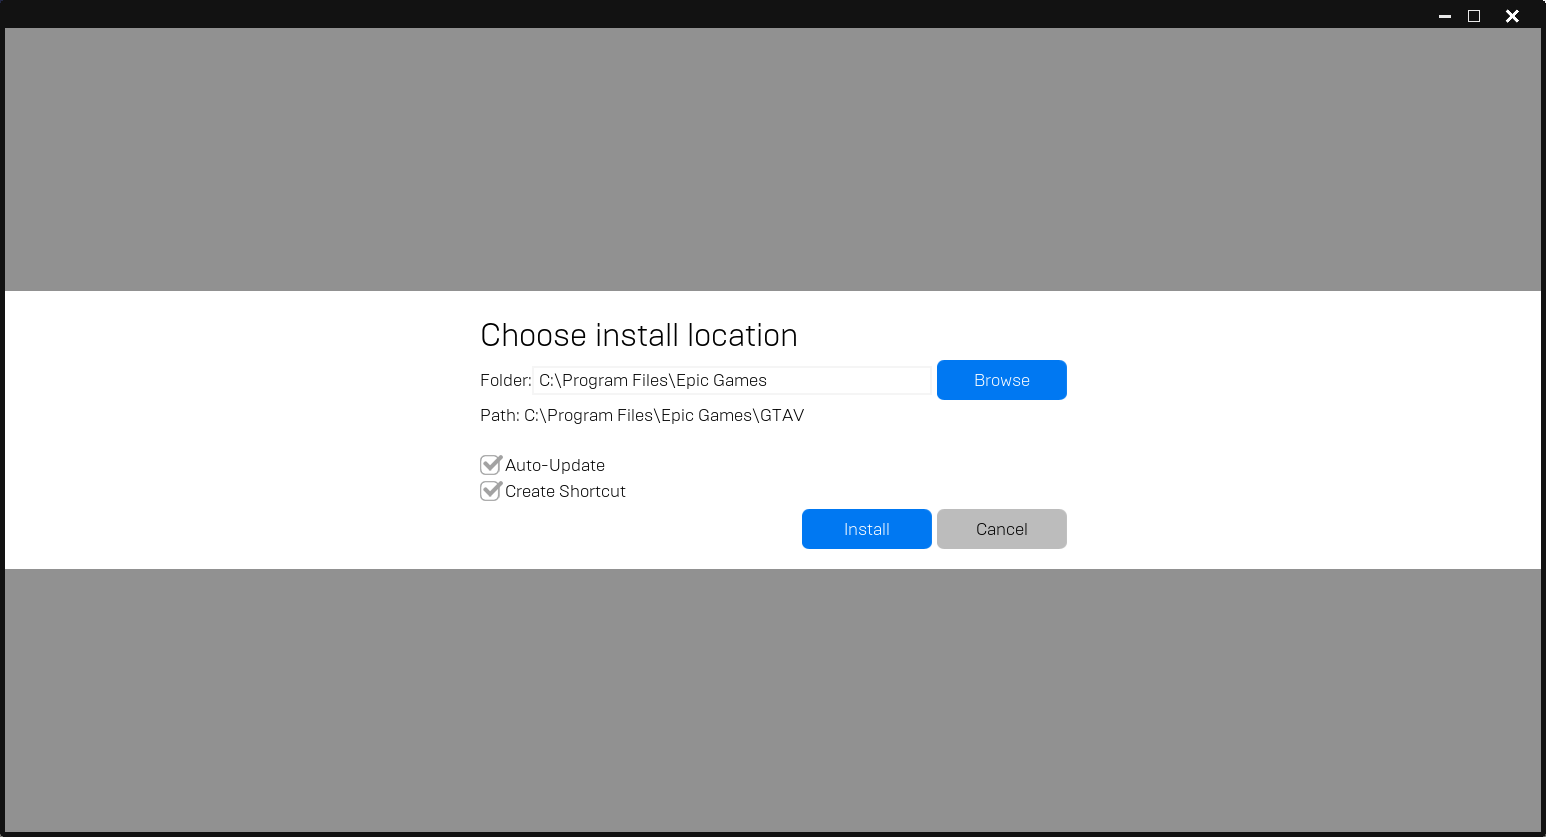 Choose install location
Folder: C:\Program Files\Epic Games Browse
Path: C:\Program Files\Epic Games\GTAV
Auto-Update
Create Shortcut
Install Cancel